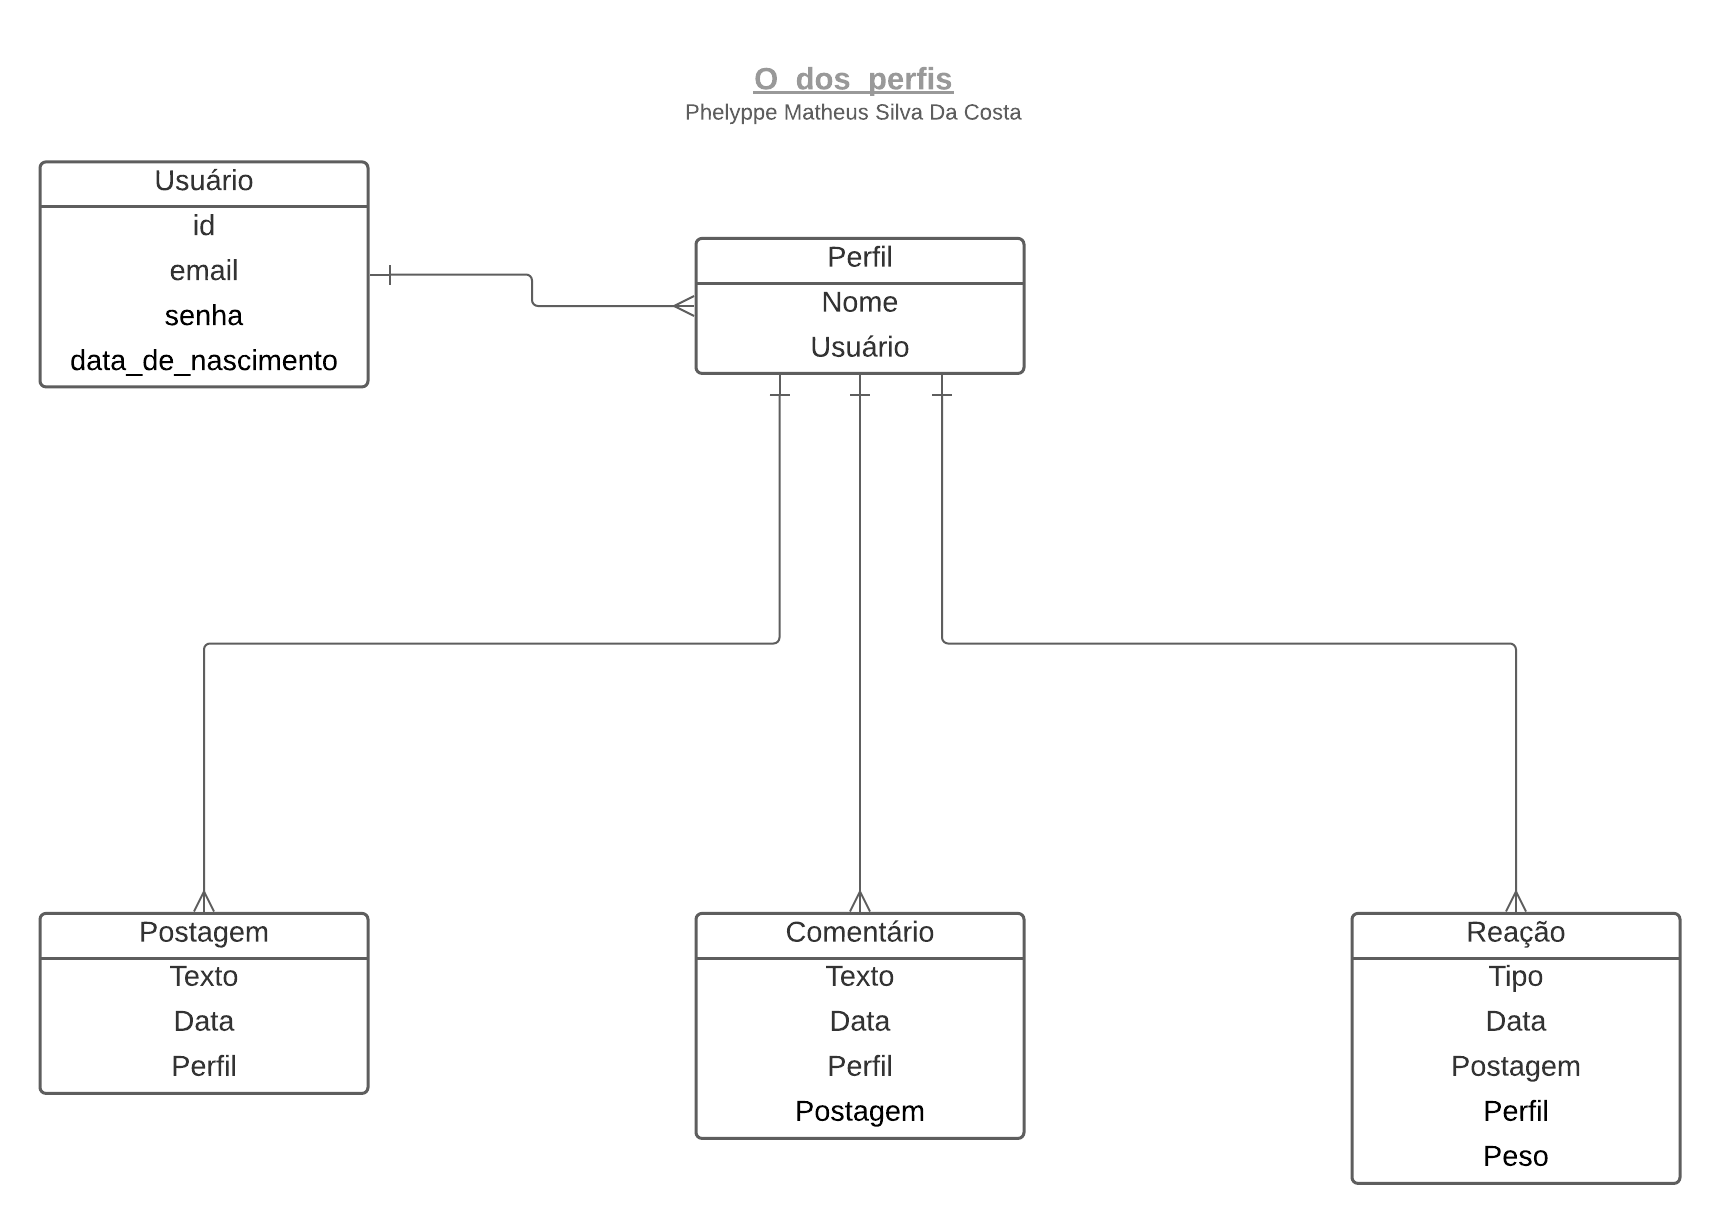 O dos perfis
Phelyppe Matheus Silva Da Costa
Usuário
id
email
senha
data_de_nascimento
Perfil
Nome
Usuário
Postagem
Texto
Data
Perfil
Comentário
Texto
Data
Perfil
Postagem
Reação
Tipo
Data
Postagem
Perfil
Peso